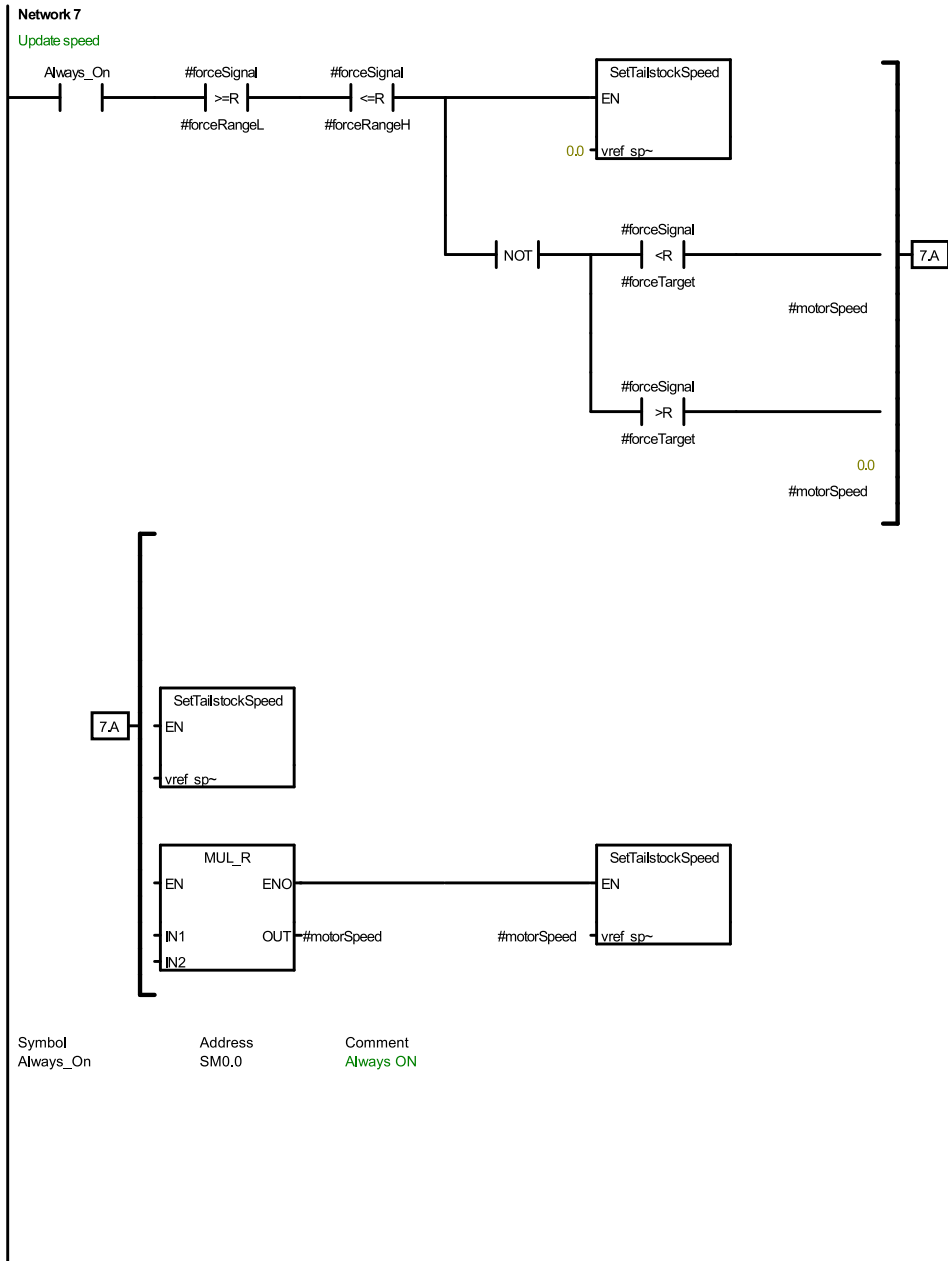 Network 7
Update speed
Always_On #forceSignal #forceSignal SetTailstockSpeed
>=R <=R EN
#forceRangeL #forceRangeH
0.0 vref_sp~
#forceSignal
NOT <R 7.A
#forceTarget
#motorSpeed
#forceSignal
>R
#forceTarget
0.0
#motorSpeed
SetTailstockSpeed
7.A EN
vref_sp~
MUL_R SetTailstockSpeed
EN ENO EN
IN1 OUT #motorSpeed #motorSpeed vref_sp~
IN2
Symbol Address Comment
Always_On SM0.0 Always ON